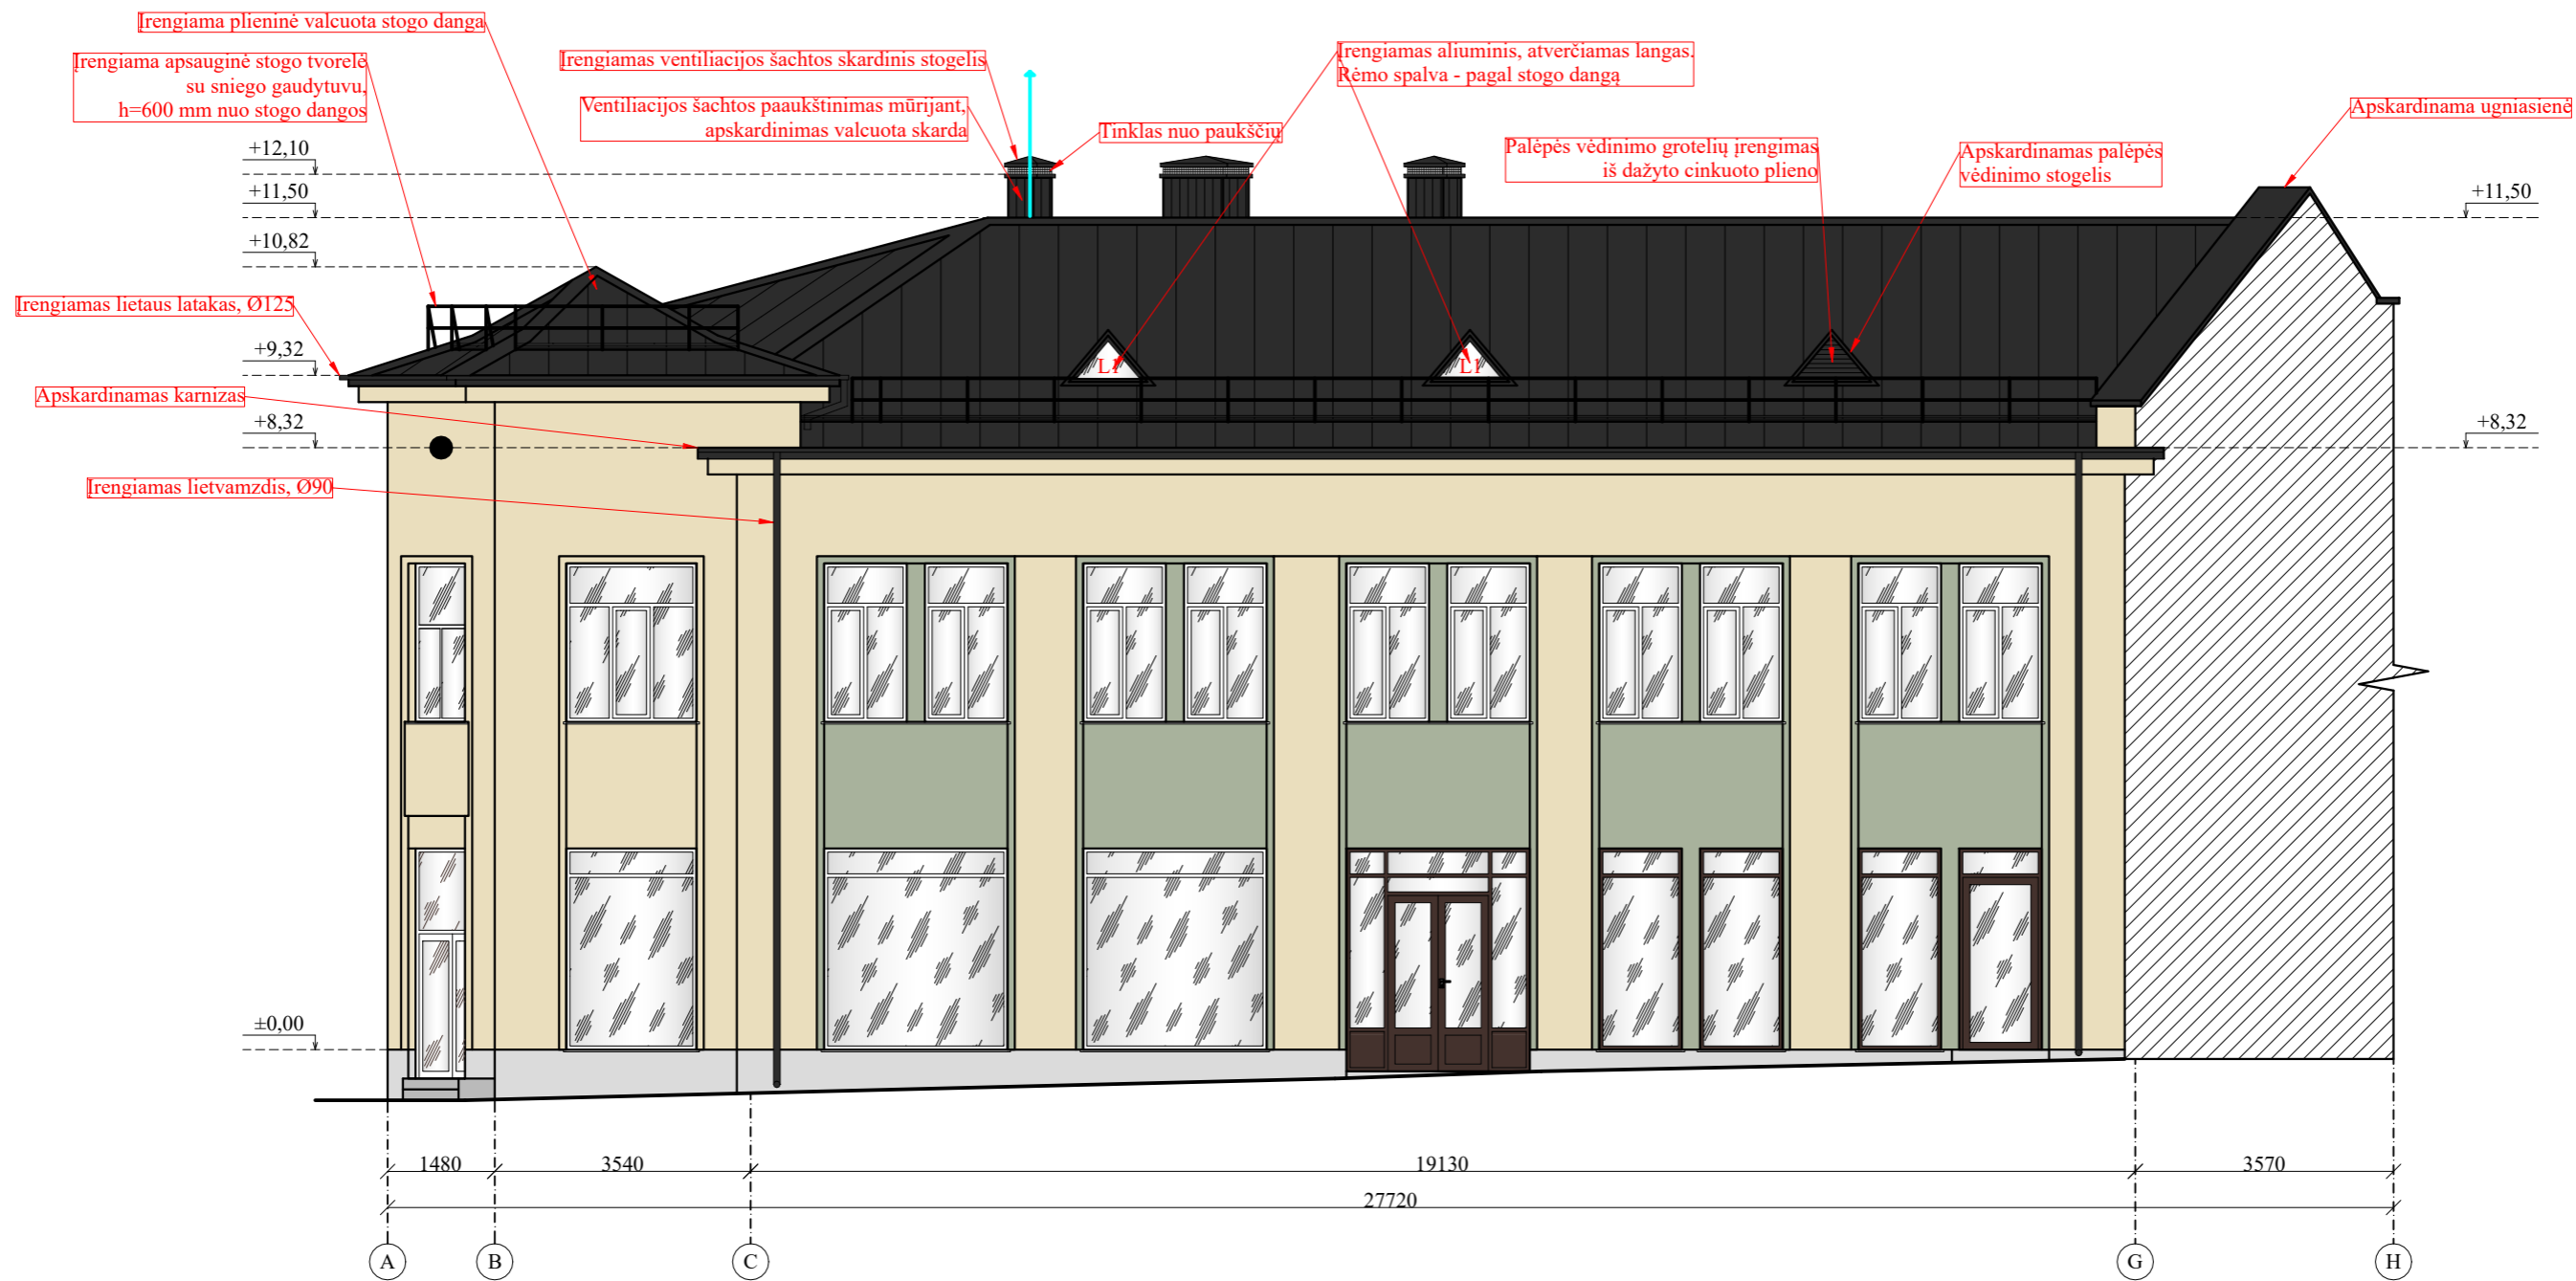 Įrengiama plieninė valcuota stogo danga
Įrengiama apsauginė stogo tvorelė
su sniego gaudytuvu,
h=600 mm nuo stogo dangos
Įrengiamas ventiliacijos šachtos skardinis stogelis
Ventiliacijos šachtos paaukštinimas mūrijant,
apskardinimas valcuota skarda
Tinklas nuo paukščių
Įrengiamas aliuminis, atverčiamas langas.
Rėmo spalva - pagal stogo dangą
Palėpės vėdinimo grotelių įrengimas
iš dažyto cinkuoto plieno
Apskardinamas palėpės
vėdinimo stogelis
Apskardinama ugniasienė
+12,10
+11,50
+10,82
Įrengiamas lietaus latakas, Ø125
+9,32
Apskardinamas karnizas
+8,32
Įrengiamas lietvamzdis, Ø90
±0,00
+11,50
+8,32
L1
L1
1480
3540
19130
3570
27720
A
B
C
G
H